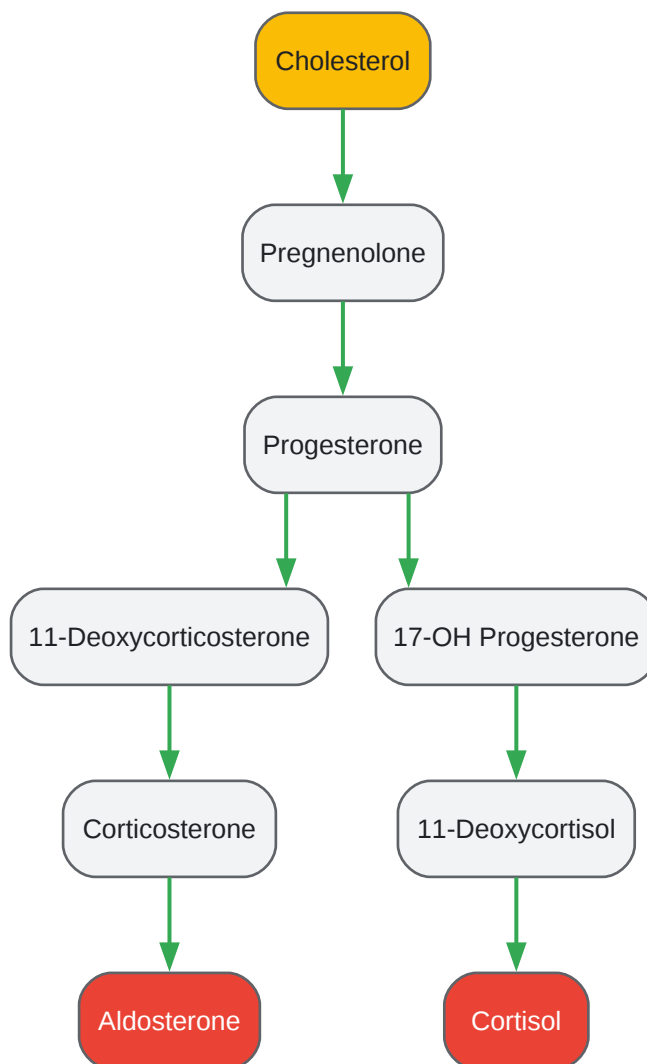 Cholesterol
Pregnenolone
Progesterone
11-Deoxycorticosterone
17-OH Progesterone
Corticosterone
11-Deoxycortisol
Aldosterone
Cortisol